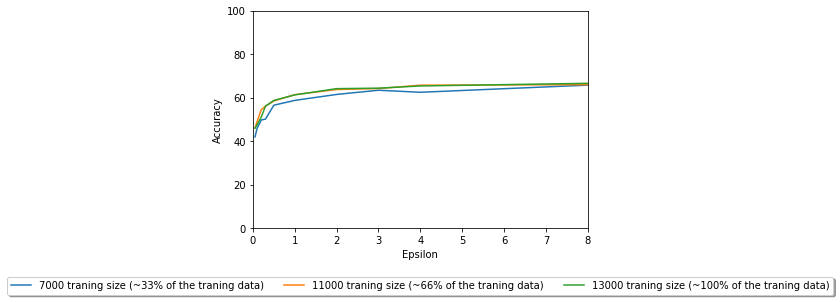 100
80
60
40
20
0
Accuracy
0 1 2 3 4 5 6 7 8
Epsilon
7000 traning size (~33% of the traning data) 11000 traning size (~66% of the traning data) 13000 traning size (~100% of the traning data)